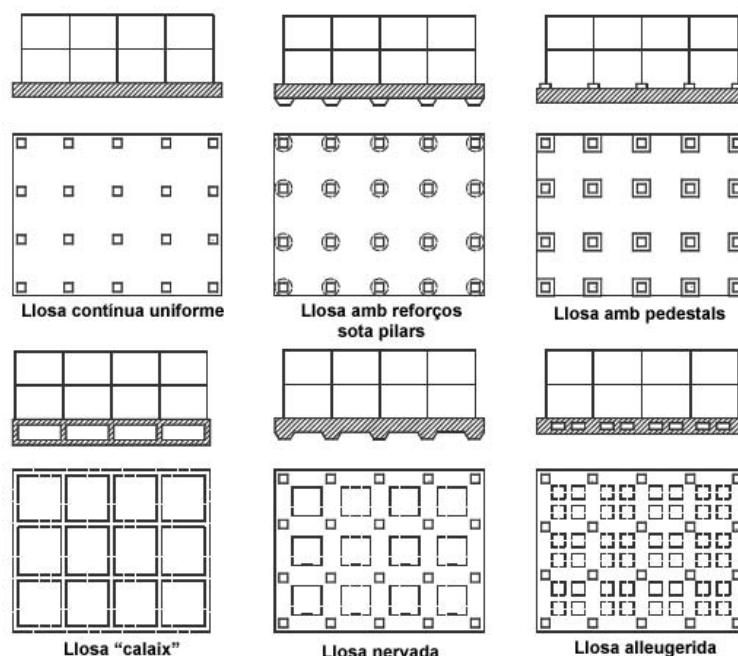 Llosa contínua uniforme
Llosa amb reforços
sota pilars
Llosa amb pedestals
Llosa “calaix”
Llosa nervada
Llosa alleugerida